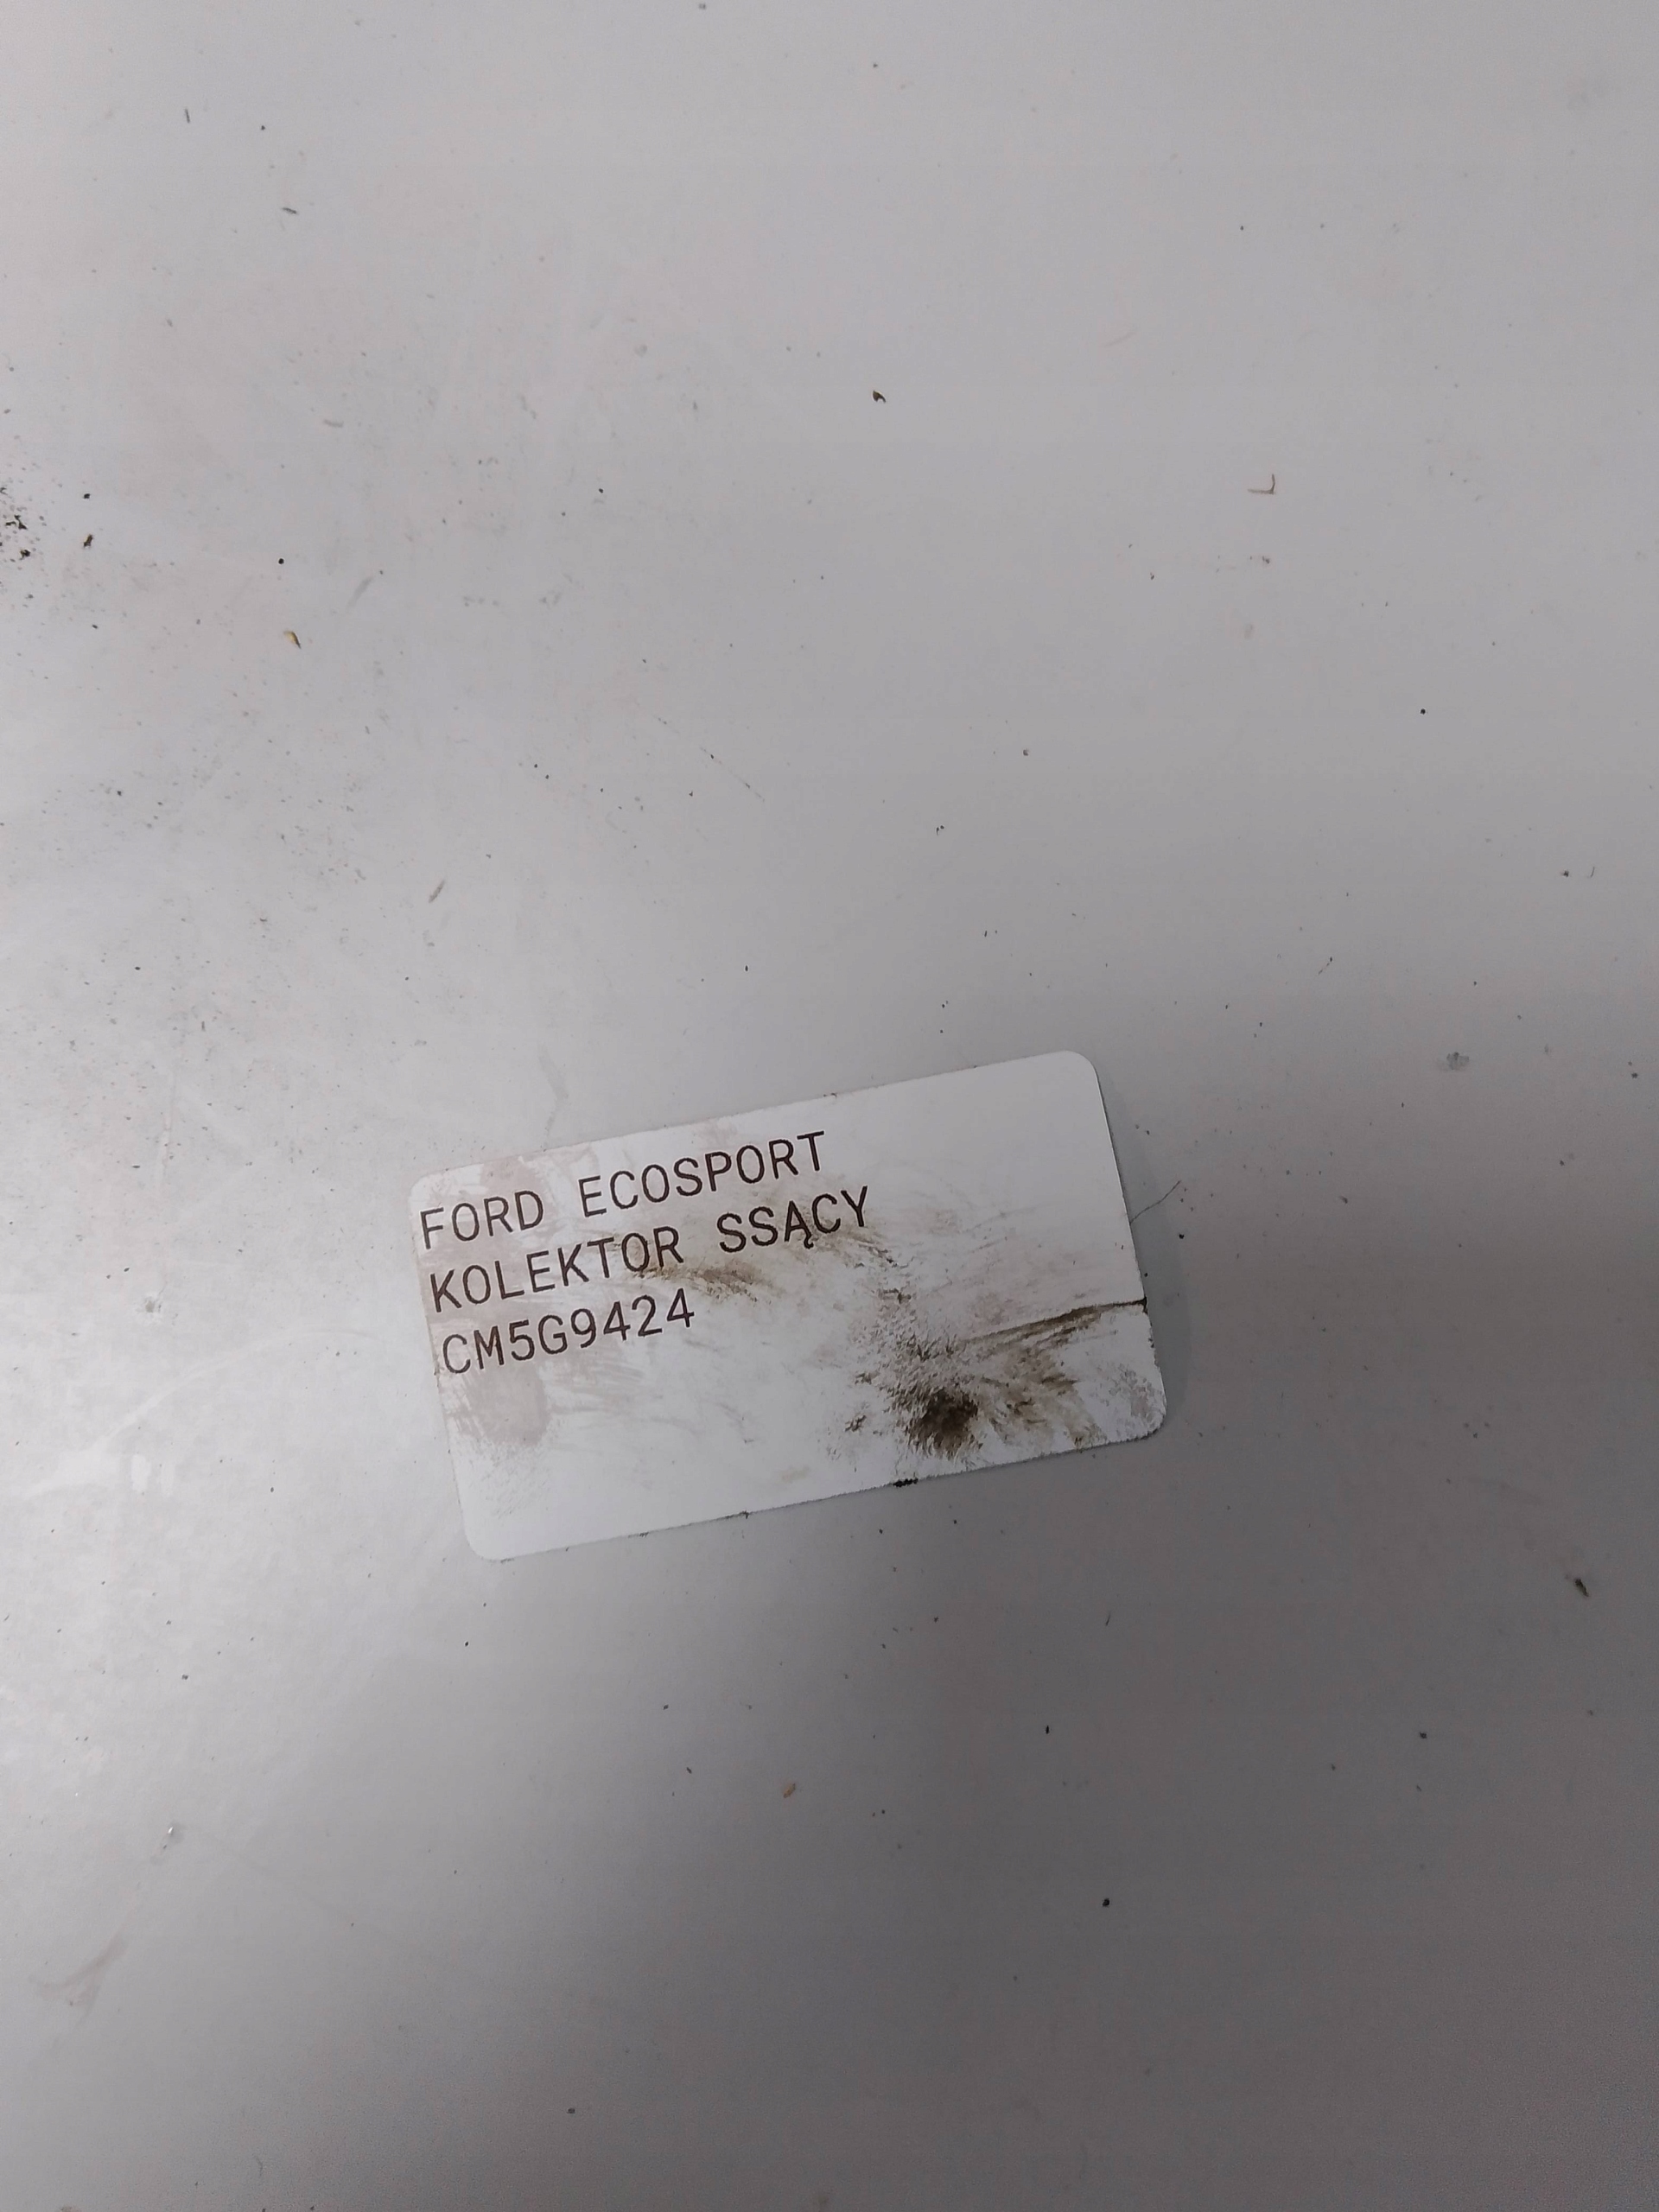 FORD ECOSPORT
KOLEKTOR SSĄCY
CM5G9424